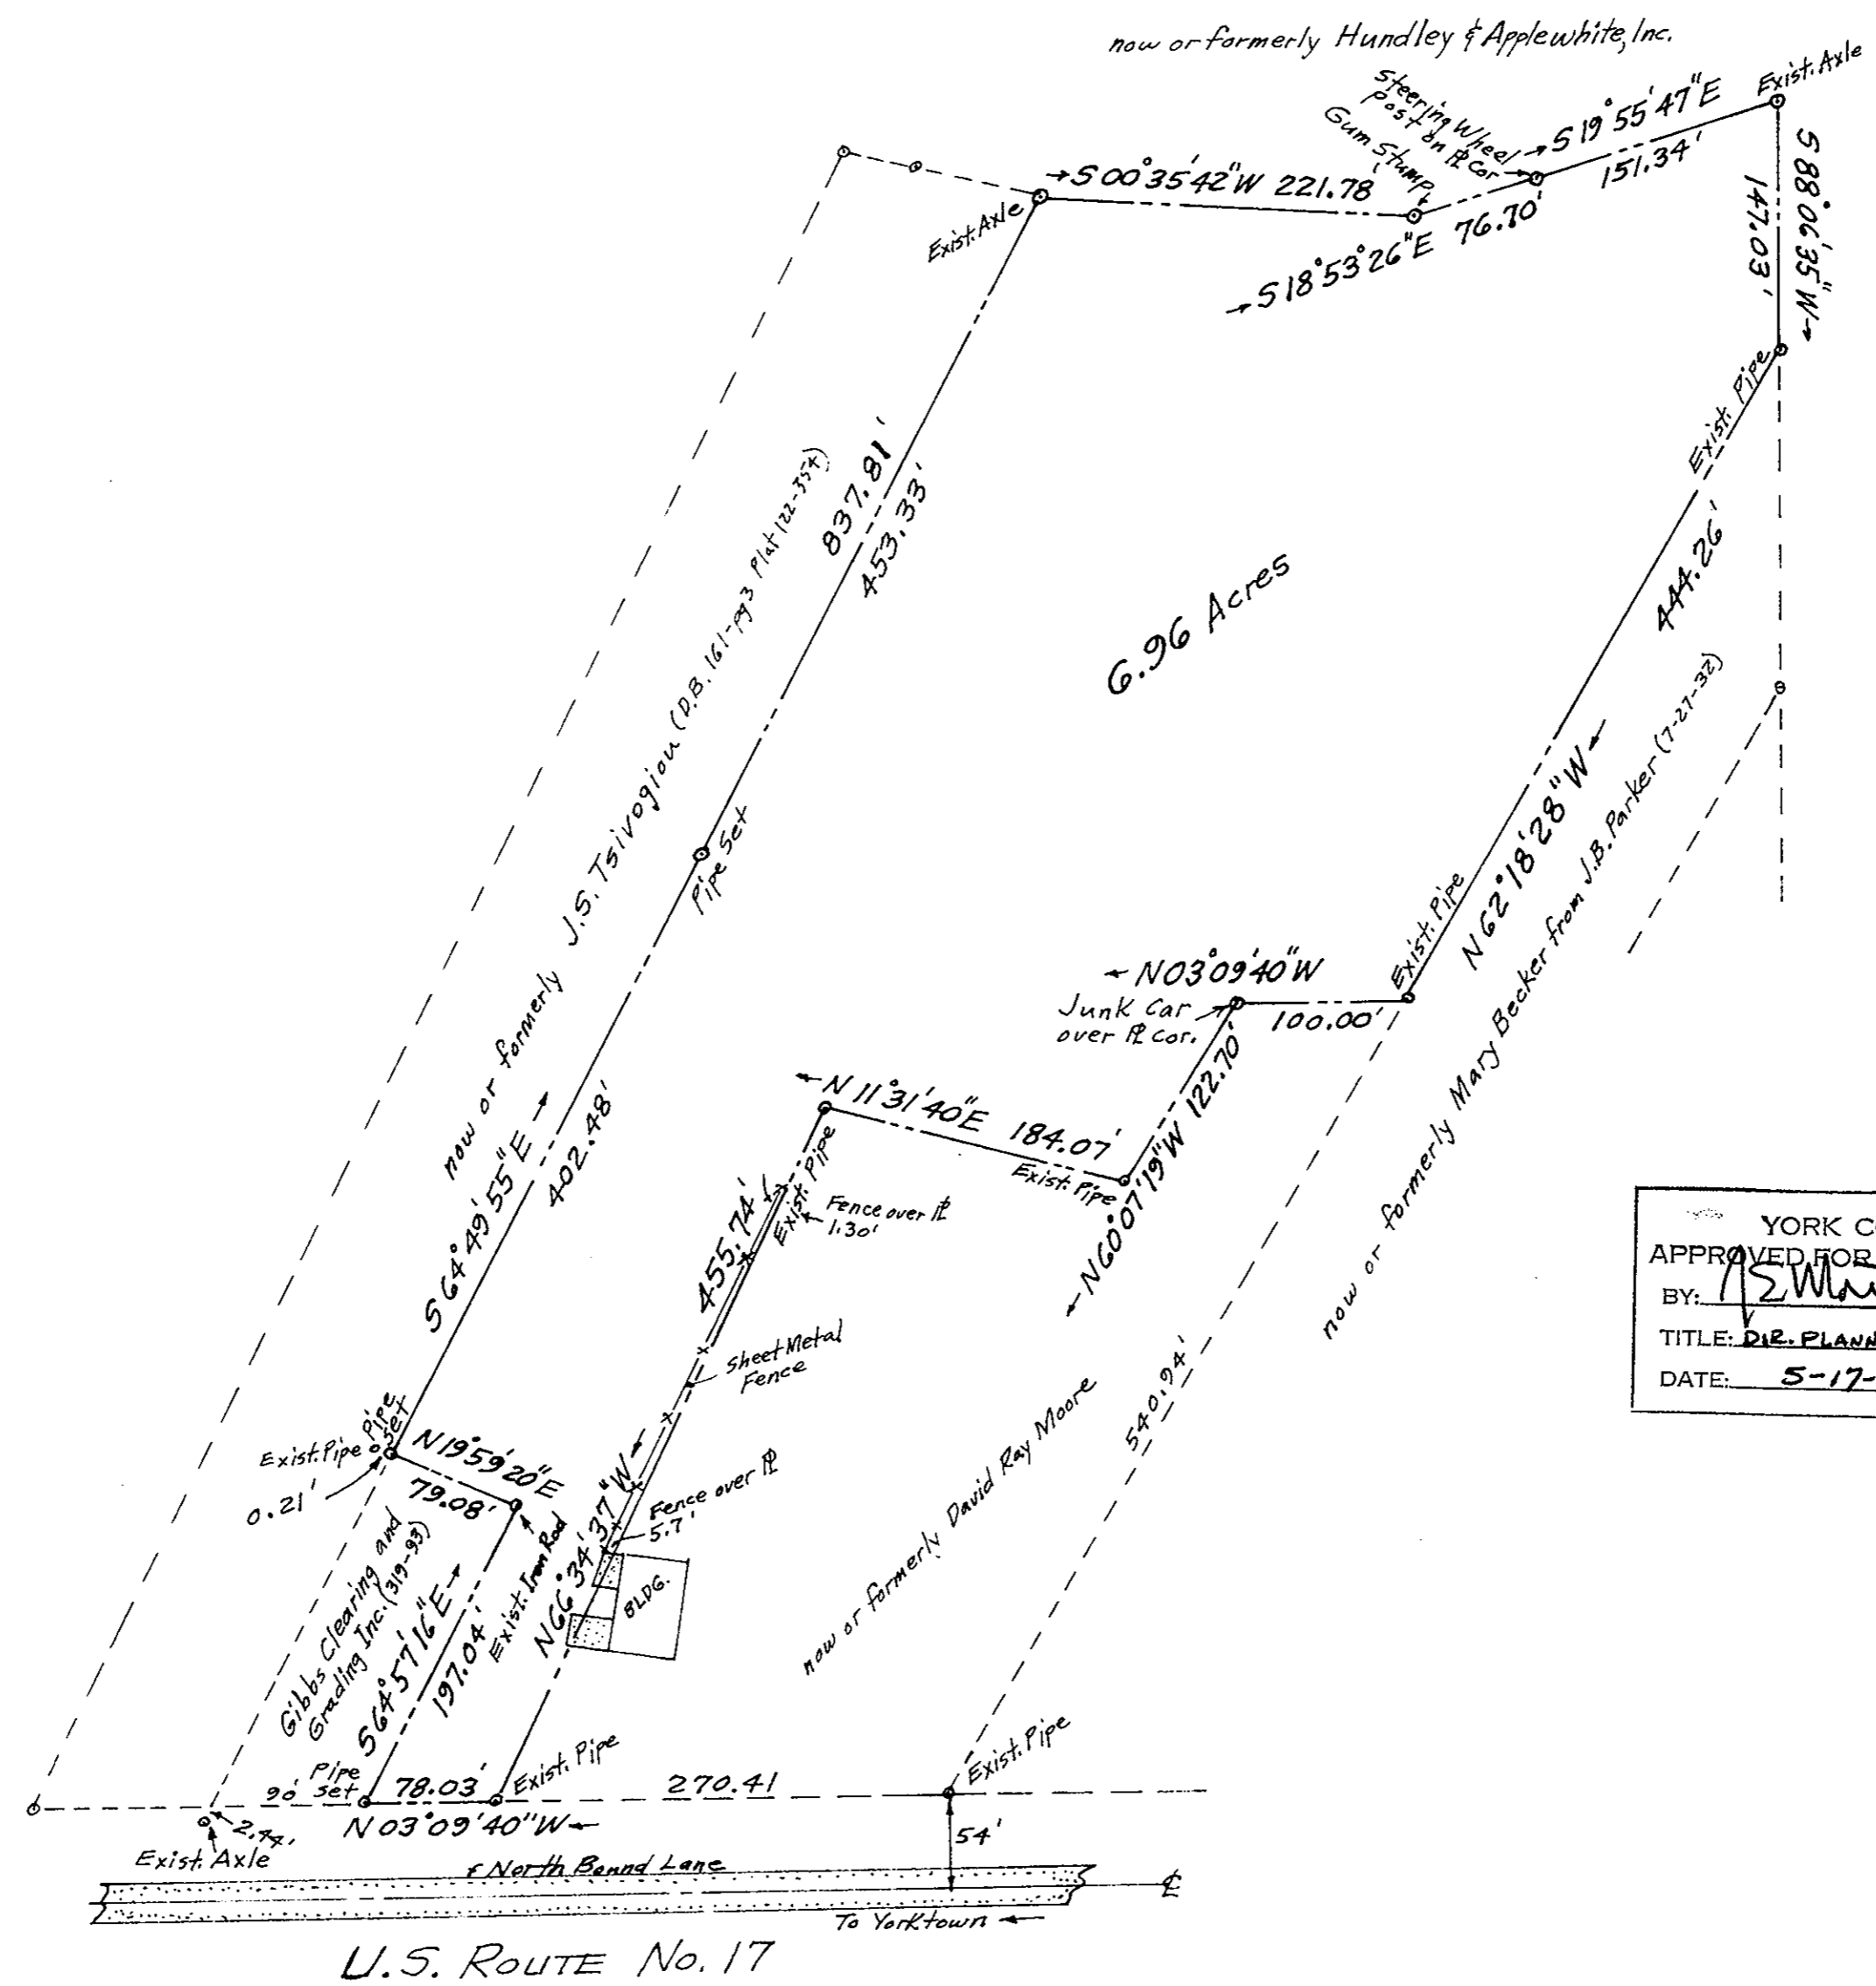 now or formerly Hundley & Applewhite, Inc.
Steering Wheel
Post on ℙL Cor
Gum Stump
→ S 19° 55' 47" E
151.34'
Exist. Axle
→ S 00° 35' 42" W 221.78'
Exist. Axle
→ S 18° 53' 26" E 76.70'
S 88° 06' 35" W →
147.03'
Exist. Pipe
837.81'
453.33'
6.96 Acres
444.26'
N 62° 18' 28" W ←
now or formerly J.S. Tsivogiou (D.B. 161-pg3 Plat 122-354)
Pipe Set
now or formerly Mary Becker from J.B. Parker (7-27-32)
Exist. Pipe
← N 03° 09' 40" W
Junk Car
over ℙL Cor.
100.00'
← N 11° 31' 40" E 184.07'
Exist. Pipe
← N 60° 07' 19" W 122.70'
S 64° 49' 55" E →
402.48'
Exist. Pipe
Fence over ℙL
1.30'
455.74'
Sheet Metal
Fence
YORK C
APPROVED FOR
BY:
TITLE: DIR. PLANN
DATE: 5-17-
Pipe
Set
Exist. Pipe
0.21'
N 19° 59' 20" E
79.08'
540.94'
now or formerly David Ray Moore
N 66° 34' 37" W ←
Fence over ℙL
5.7'
BLDG.
Gibbs Clearing and
Grading Inc. (319-93)
S 64° 57' 16" E →
197.04'
Exist. Iron Rod
Pipe
Set
90'
78.03'
Exist. Pipe
270.41
Exist. Pipe
2.44'
N 03° 09' 40" W ←
54'
Exist. Axle
North Bound Lane
℄
To Yorktown ←
U.S. ROUTE No. 17